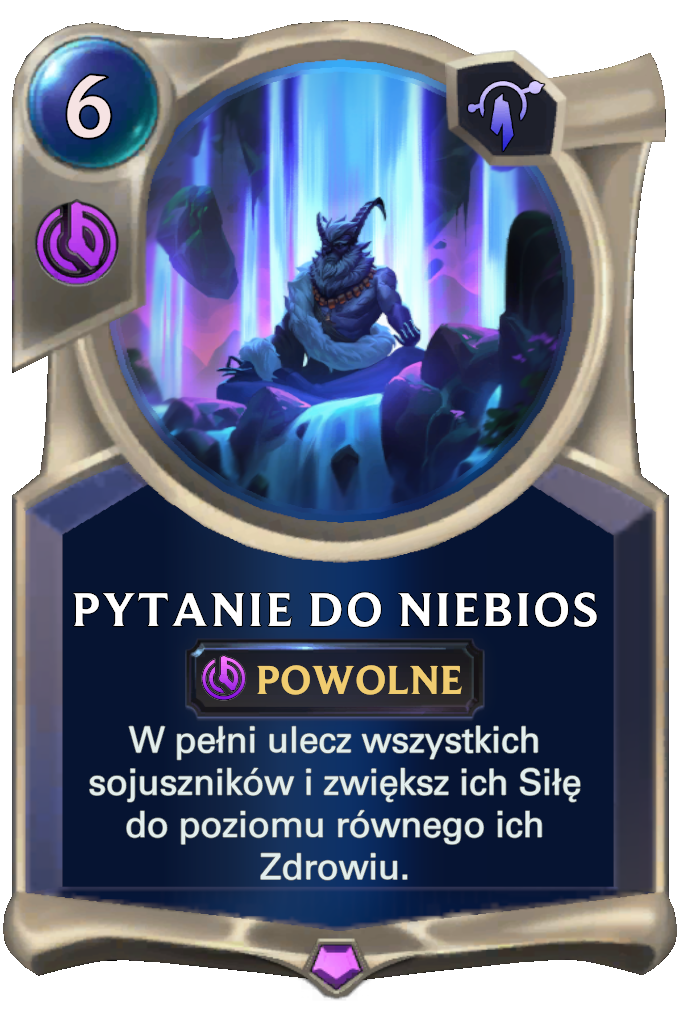 6
PYTANIE DO NIEBIOS
POWOLNE
W pełni ulecz wszystkich
sojuszników i zwiększ ich Siłę
do poziomu równego ich
Zdrowiu.